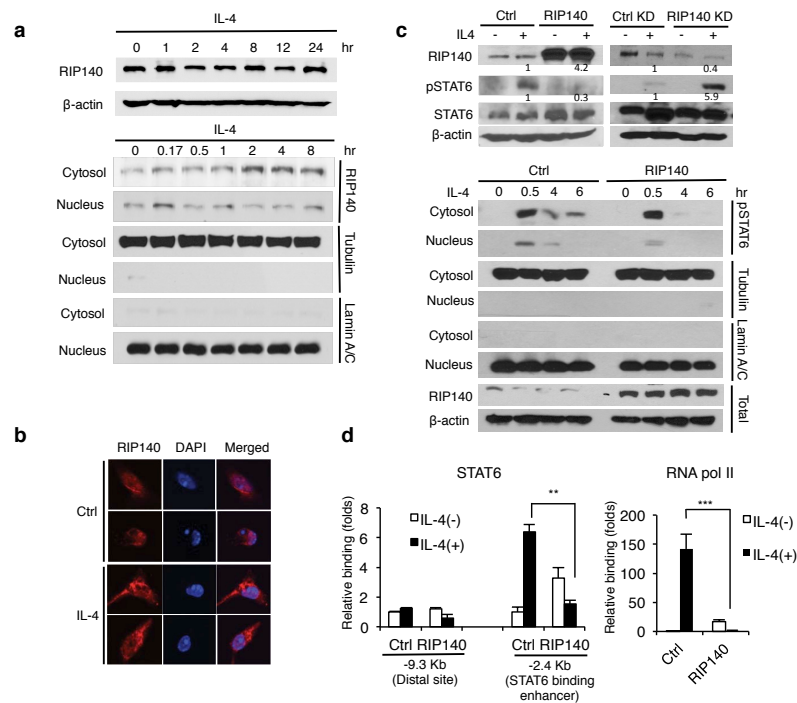 a
IL-4
0 1 2 4 8 12 24 hr
RIP140
β-actin
IL-4
0 0.17 0.5 1 2 4 8 hr
Cytosol
Nucleus
RIP140
Cytosol
Nucleus
Tubulin
Cytosol
Nucleus
Lamin A/C
b
RIP140 DAPI Merged
Ctrl
IL-4
c
Ctrl RIP140 Ctrl KD RIP140 KD
IL4 - + - + - + - +
RIP140
1 4.2 1 0.4
pSTAT6
1 0.3 1 5.9
STAT6
β-actin
Ctrl RIP140
IL-4 0 0.5 4 6 0 0.5 4 6 hr
Cytosol
Nucleus
pSTAT6
Cytosol
Nucleus
Tubulin
Cytosol
Nucleus
Lamin A/C
RIP140
β-actin
Total
d
STAT6
Relative binding (folds)
8
6
4
2
0
IL-4(-)
IL-4(+)
**
Ctrl RIP140 Ctrl RIP140
-9.3 Kb
(Distal site)
-2.4 Kb
(STAT6 binding
enhancer)
RNA pol II
Relative binding (folds)
200
150
100
50
0
***
IL-4(-)
IL-4(+)
Ctrl
RIP140